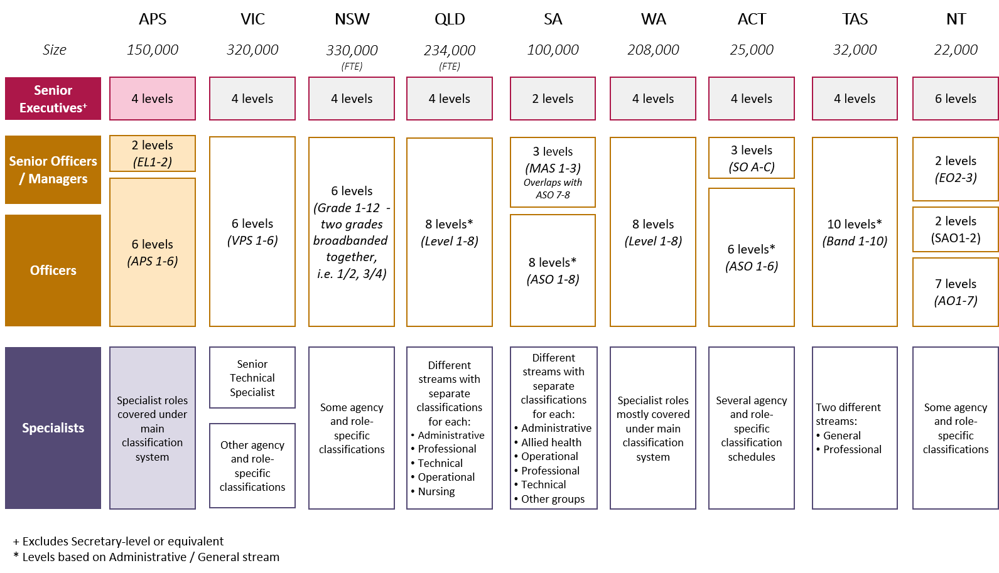 APS VIC NSW QLD SA WA ACT TAS NT
Size 150,000 320,000 330,000 234,000 100,000 208,000 25,000 32,000 22,000
(FTE) (FTE)
Senior
Executives+
4 levels
4 levels
4 levels
4 levels
2 levels
4 levels
4 levels
4 levels
6 levels
Senior Officers
/ Managers
Officers
2 levels
(EL1-2)
6 levels
(APS 1-6)
6 levels
(VPS 1-6)
6 levels
(Grade 1-12 -
two grades
broadbanded
together,
i.e. 1/2, 3/4)
8 levels*
(Level 1-8)
3 levels
(MAS 1-3)
Overlaps with
ASO 7-8
8 levels*
(ASO 1-8)
8 levels
(Level 1-8)
3 levels
(SO A-C)
6 levels*
(ASO 1-6)
10 levels*
(Band 1-10)
2 levels
(EO2-3)
2 levels
(SAO1-2)
7 levels
(AO1-7)
Specialists
Specialist roles
covered under
main
classification
system
Senior
Technical
Specialist
Other agency
and role-
specific
classifications
Some agency
and role-
specific
classifications
Different
streams with
separate
classifications
for each:
• Administrative
• Professional
• Technical
• Operational
• Nursing
Different
streams with
separate
classifications
for each:
• Administrative
• Allied health
• Operational
• Professional
• Technical
• Other groups
Specialist roles
mostly covered
under main
classification
system
Several agency
and role-
specific
classification
schedules
Two different
streams:
• General
• Professional
Some agency
and role-
specific
classifications
+ Excludes Secretary-level or equivalent
* Levels based on Administrative / General stream